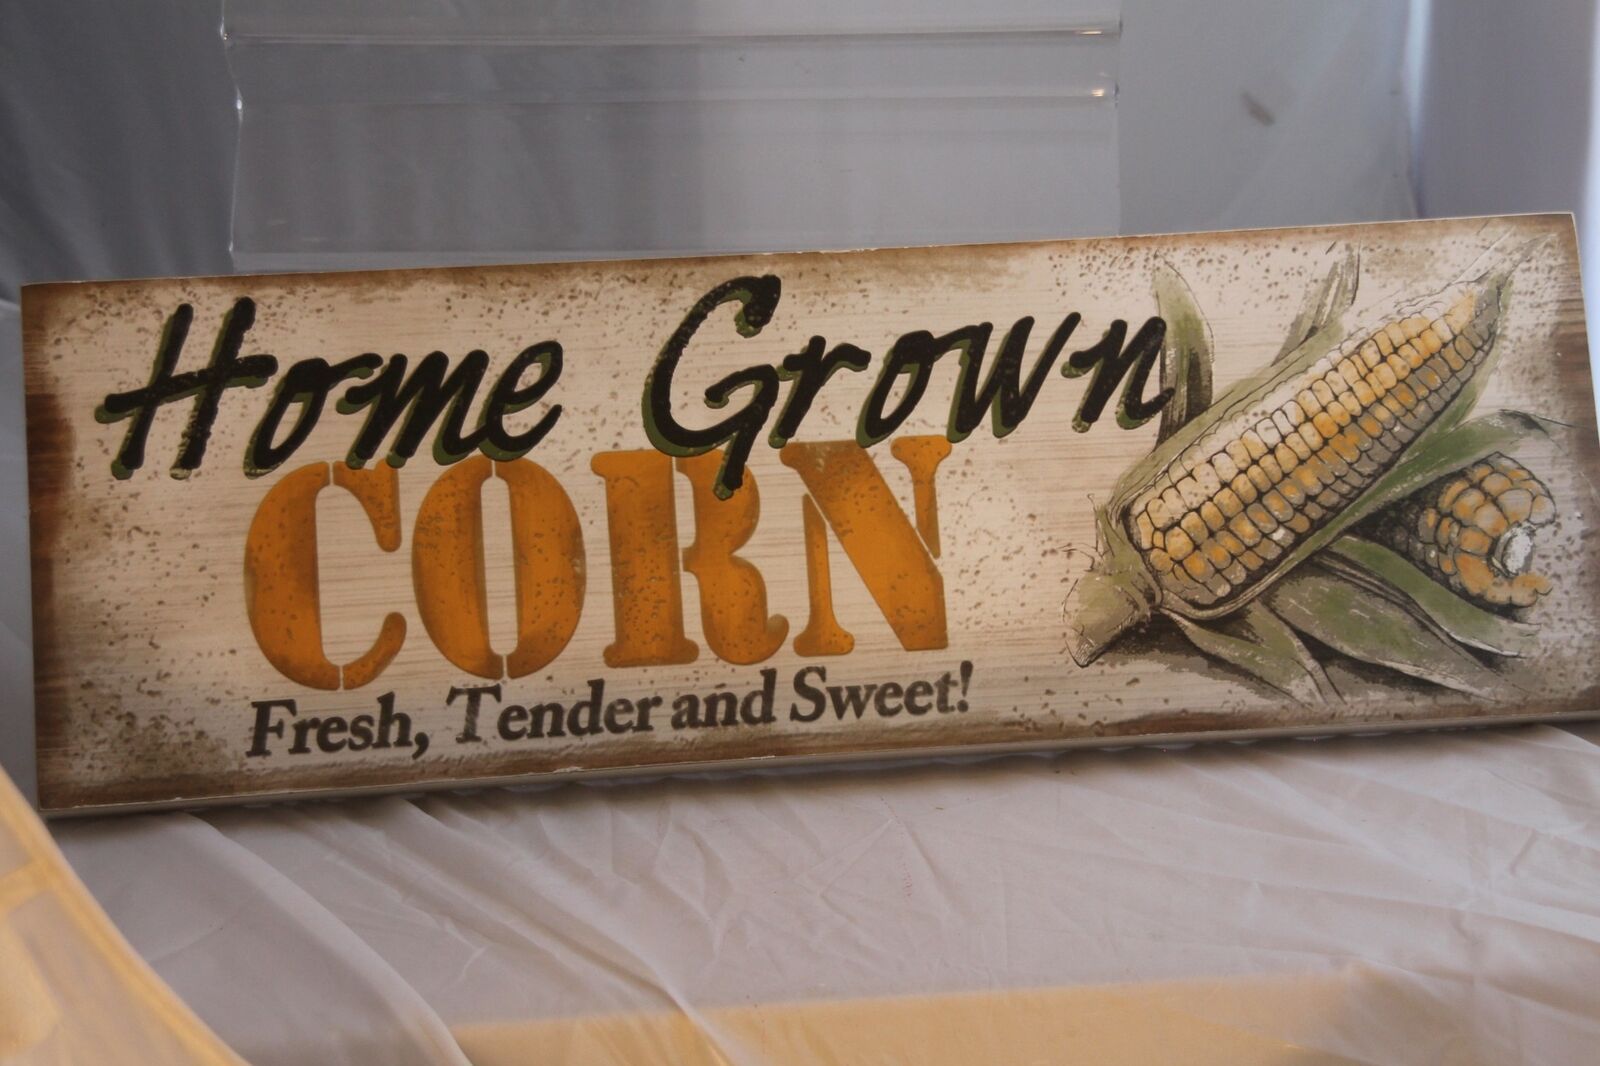 Home Grown
CORN
Fresh, Tender and Sweet!